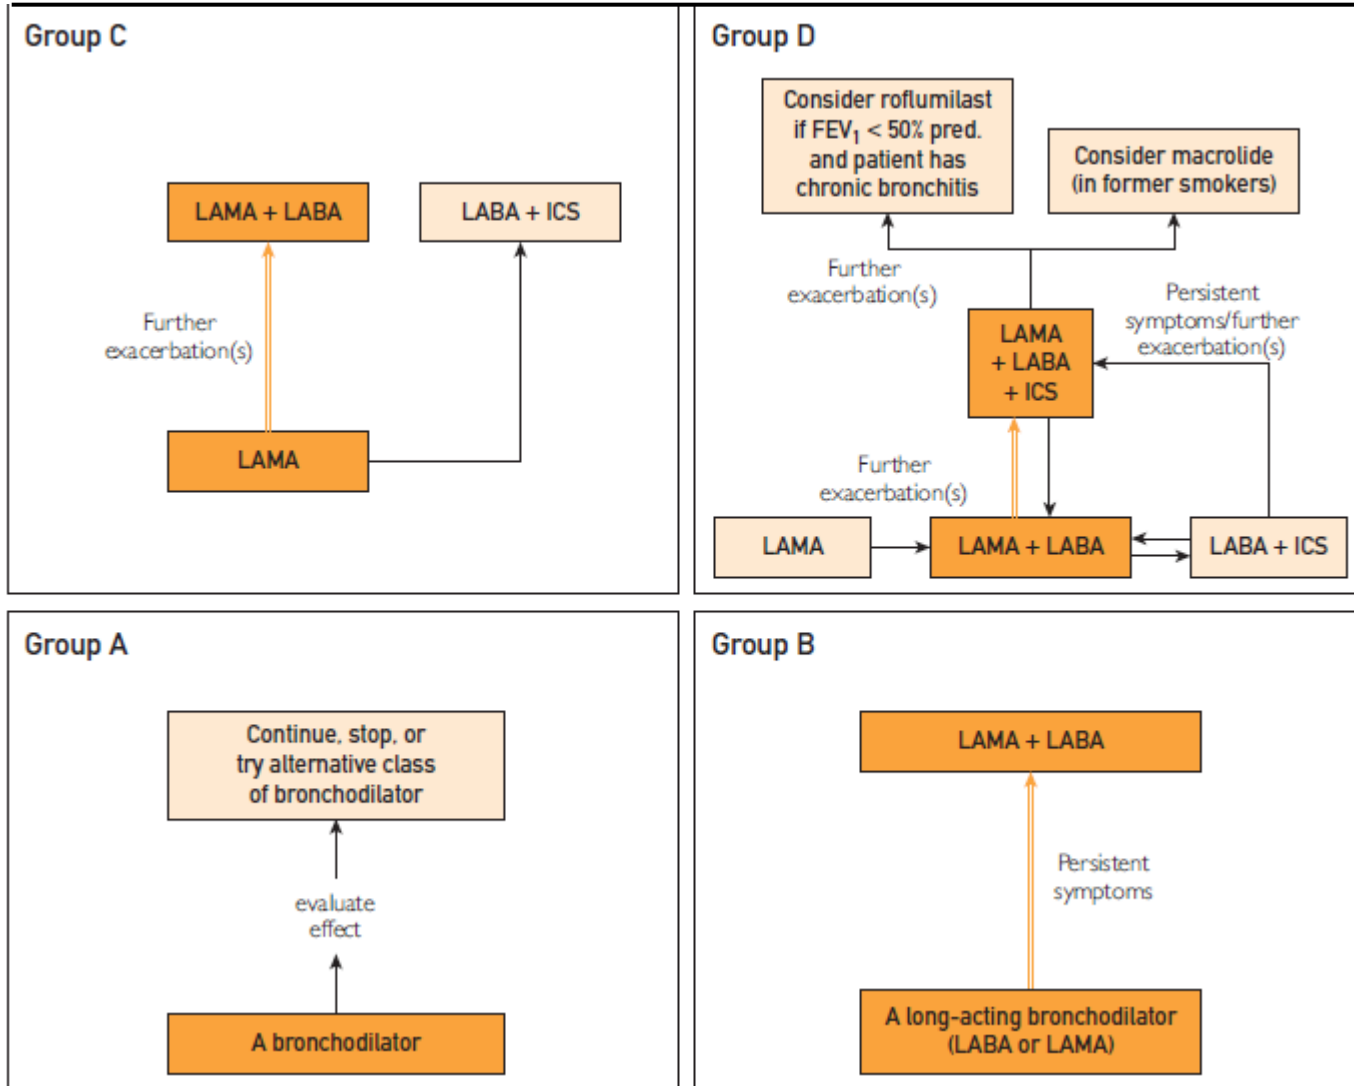 Group C
LAMA + LABA
LABA + ICS
Further
exacerbation(s)
LAMA
Group D
Consider roflumilast
if FEV₁ < 50% pred.
and patient has
chronic bronchitis
Consider macrolide
(in former smokers)
Further
exacerbation(s)
Persistent
symptoms/further
exacerbation(s)
LAMA
+ LABA
+ ICS
Further
exacerbation(s)
LAMA
LAMA + LABA
LABA + ICS
Group A
Continue, stop, or
try alternative class
of bronchodilator
evaluate
effect
A bronchodilator
Group B
LAMA + LABA
Persistent
symptoms
A long-acting bronchodilator
(LABA or LAMA)